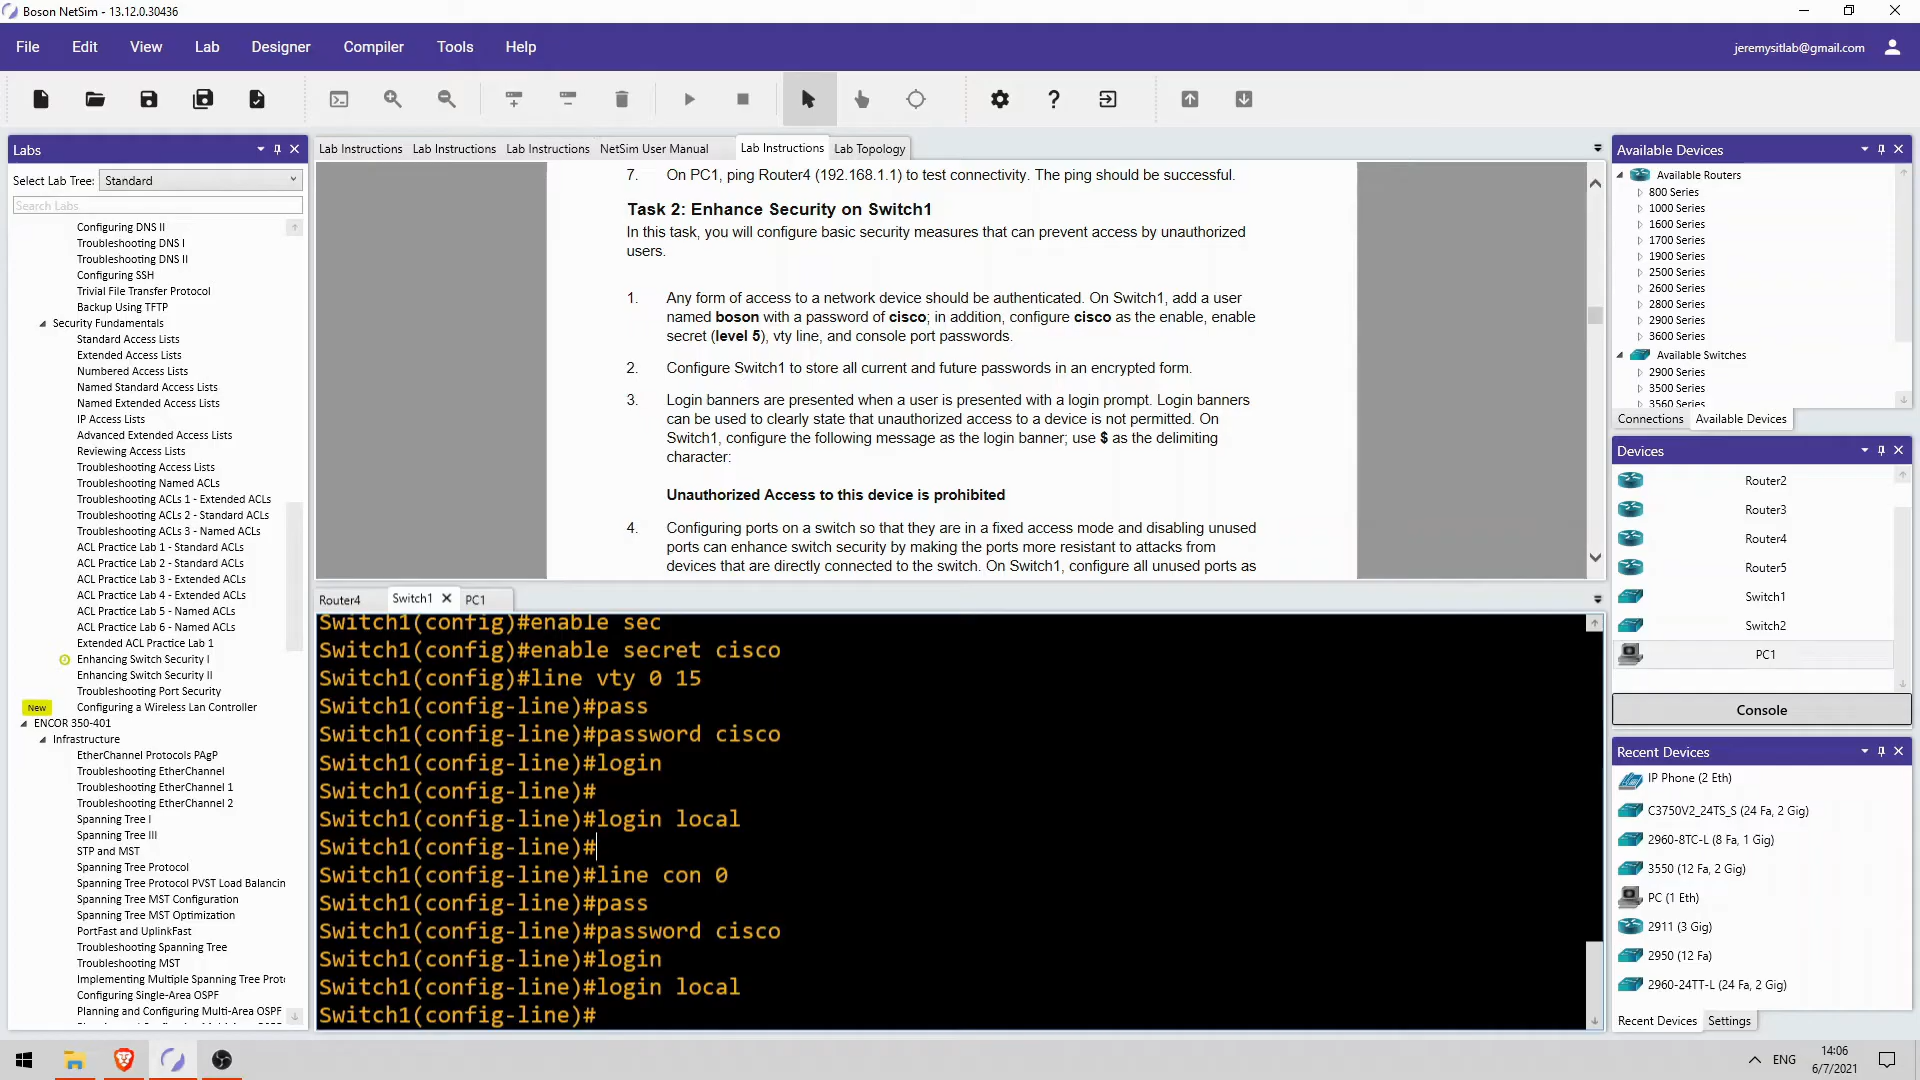 Boson NetSim - 13.12.0.30436
File Edit View Lab Designer Compiler Tools Help
jeremysitlab@gmail.com
Labs
Select Lab Tree: Standard
Search Labs
Configuring DNS II
Troubleshooting DNS I
Troubleshooting DNS II
Configuring SSH
Trivial File Transfer Protocol
Backup Using TFTP
Security Fundamentals
Standard Access Lists
Extended Access Lists
Numbered Access Lists
Named Standard Access Lists
Named Extended Access Lists
IP Access Lists
Advanced Extended Access Lists
Reviewing Access Lists
Troubleshooting Access Lists
Troubleshooting Named ACLs
Troubleshooting ACLs 1 - Extended ACLs
Troubleshooting ACLs 2 - Standard ACLs
Troubleshooting ACLs 3 - Named ACLs
ACL Practice Lab 1 - Standard ACLs
ACL Practice Lab 2 - Standard ACLs
ACL Practice Lab 3 - Extended ACLs
ACL Practice Lab 4 - Extended ACLs
ACL Practice Lab 5 - Named ACLs
ACL Practice Lab 6 - Named ACLs
Extended ACL Practice Lab 1
Enhancing Switch Security I
Enhancing Switch Security II
Troubleshooting Port Security
New Configuring a Wireless Lan Controller
ENCOR 350-401
Infrastructure
EtherChannel Protocols PAgP
Troubleshooting EtherChannel
Troubleshooting EtherChannel 1
Troubleshooting EtherChannel 2
Spanning Tree I
Spanning Tree III
STP and MST
Spanning Tree Protocol
Spanning Tree Protocol PVST Load Balancin
Spanning Tree MST Configuration
Spanning Tree MST Optimization
PortFast and UplinkFast
Troubleshooting Spanning Tree
Troubleshooting MST
Implementing Multiple Spanning Tree Proto
Configuring Single-Area OSPF
Planning and Configuring Multi-Area OSPF
Lab Instructions Lab Instructions Lab Instructions NetSim User Manual Lab Instructions Lab Topology
7. On PC1, ping Router4 (192.168.1.1) to test connectivity. The ping should be successful.
Task 2: Enhance Security on Switch1
In this task, you will configure basic security measures that can prevent access by unauthorized
users.
1. Any form of access to a network device should be authenticated. On Switch1, add a user
named boson with a password of cisco; in addition, configure cisco as the enable, enable
secret (level 5), vty line, and console port passwords.
2. Configure Switch1 to store all current and future passwords in an encrypted form.
3. Login banners are presented when a user is presented with a login prompt. Login banners
can be used to clearly state that unauthorized access to a device is not permitted. On
Switch1, configure the following message as the login banner; use $ as the delimiting
character:
Unauthorized Access to this device is prohibited
4. Configuring ports on a switch so that they are in a fixed access mode and disabling unused
ports can enhance switch security by making the ports more resistant to attacks from
devices that are directly connected to the switch. On Switch1, configure all unused ports as
Router4 Switch1 PC1
Switch1(config)#enable sec
Switch1(config)#enable secret cisco
Switch1(config)#line vty 0 15
Switch1(config-line)#pass
Switch1(config-line)#password cisco
Switch1(config-line)#login
Switch1(config-line)#
Switch1(config-line)#login local
Switch1(config-line)#
Switch1(config-line)#line con 0
Switch1(config-line)#pass
Switch1(config-line)#password cisco
Switch1(config-line)#login
Switch1(config-line)#login local
Switch1(config-line)#
Available Devices
Available Routers
800 Series
1000 Series
1600 Series
1700 Series
1900 Series
2500 Series
2600 Series
2800 Series
2900 Series
3600 Series
Available Switches
2900 Series
3500 Series
3560 Series
Connections Available Devices
Devices
Router2
Router3
Router4
Router5
Switch1
Switch2
PC1
Console
Recent Devices
IP Phone (2 Eth)
C3750V2_24TS_S (24 Fa, 2 Gig)
2960-8TC-L (8 Fa, 1 Gig)
3550 (12 Fa, 2 Gig)
PC (1 Eth)
2911 (3 Gig)
2950 (12 Fa)
2960-24TT-L (24 Fa, 2 Gig)
Recent Devices Settings
ENG
14:06
6/7/2021